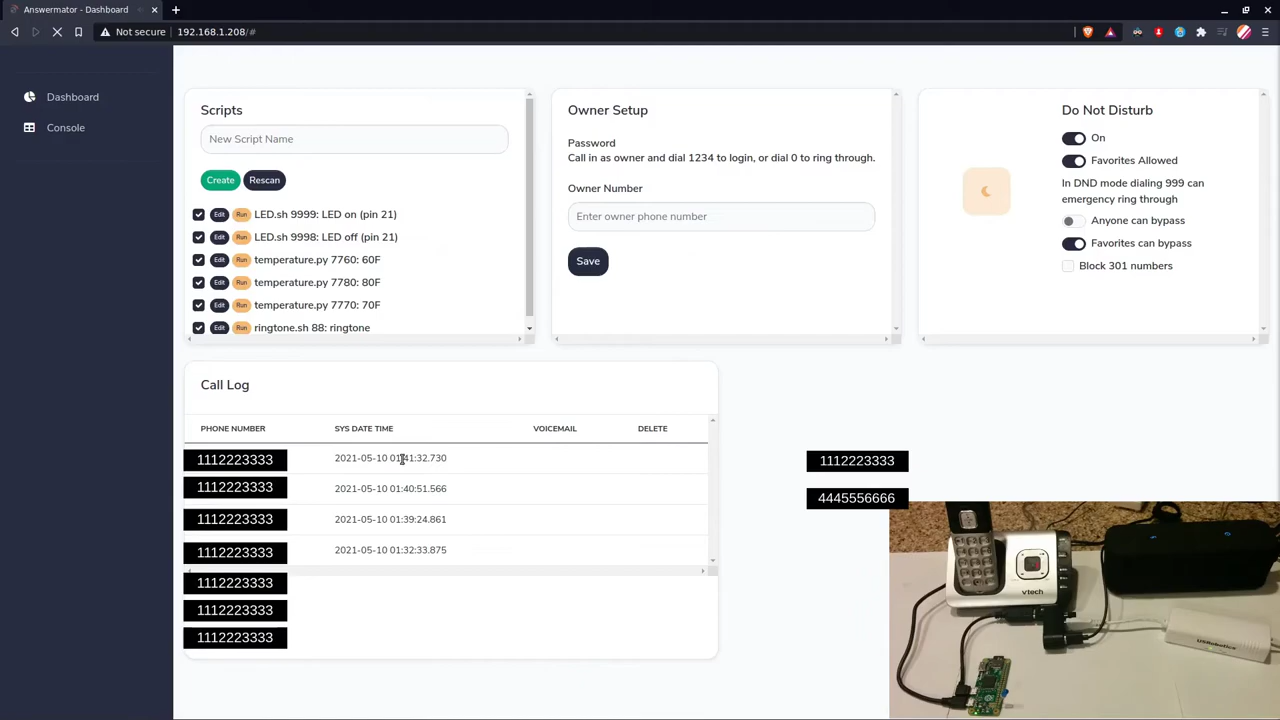 Answermator - Dashboard
Not secure
192.168.1.208/#
Dashboard
Console
Scripts
New Script Name
Create
Rescan
Edit Run LED.sh 9999: LED on (pin 21)
Edit Run LED.sh 9998: LED off (pin 21)
Edit Run temperature.py 7760: 60F
Edit Run temperature.py 7780: 80F
Edit Run temperature.py 7770: 70F
Edit Run ringtone.sh 88: ringtone
Owner Setup
Password
Call in as owner and dial 1234 to login, or dial 0 to ring through.
Owner Number
Enter owner phone number
Save
Do Not Disturb
On
Favorites Allowed
In DND mode dialing 999 can
emergency ring through
Anyone can bypass
Favorites can bypass
Block 301 numbers
Call Log
PHONE NUMBER SYS DATE TIME VOICEMAIL DELETE
1112223333 2021-05-10 01:41:32.730
1112223333 2021-05-10 01:40:51.566
1112223333 2021-05-10 01:39:24.861
1112223333 2021-05-10 01:32:33.875
1112223333
1112223333
1112223333
1112223333
4445556666
vtech
USRobotics